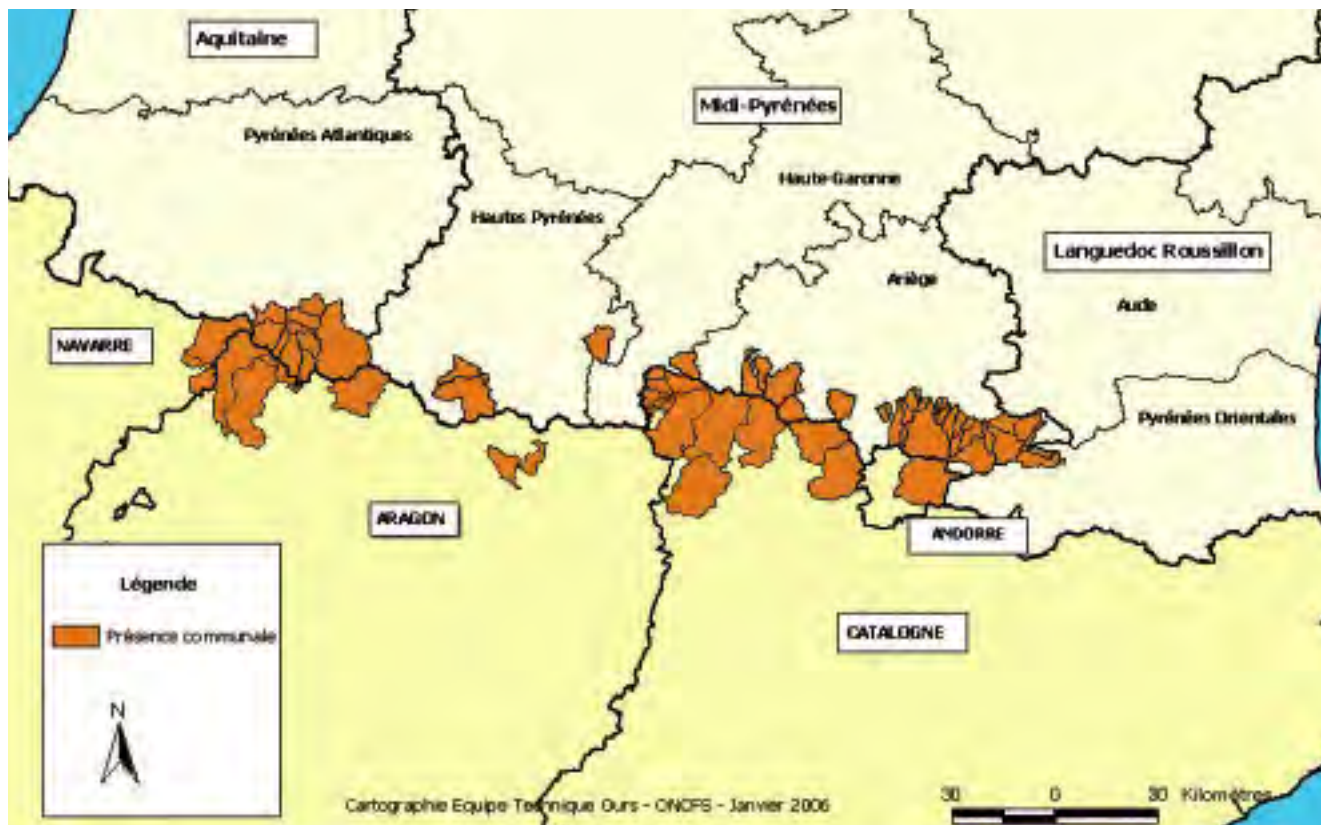 Aquitaine
Midi-Pyrénées
Pyrénées Atlantiques
Haute-Garonne
Hautes Pyrénées
Languedoc Roussillon
Ariège
Aude
NAVARRE
Pyrénées Orientales
ARAGON
ANDORRE
Légende
Présence communale
CATALOGNE
N
Cartographie Equipe Technique Ours - ONCFS - Janvier 2006
30 0 30 Kilomètres